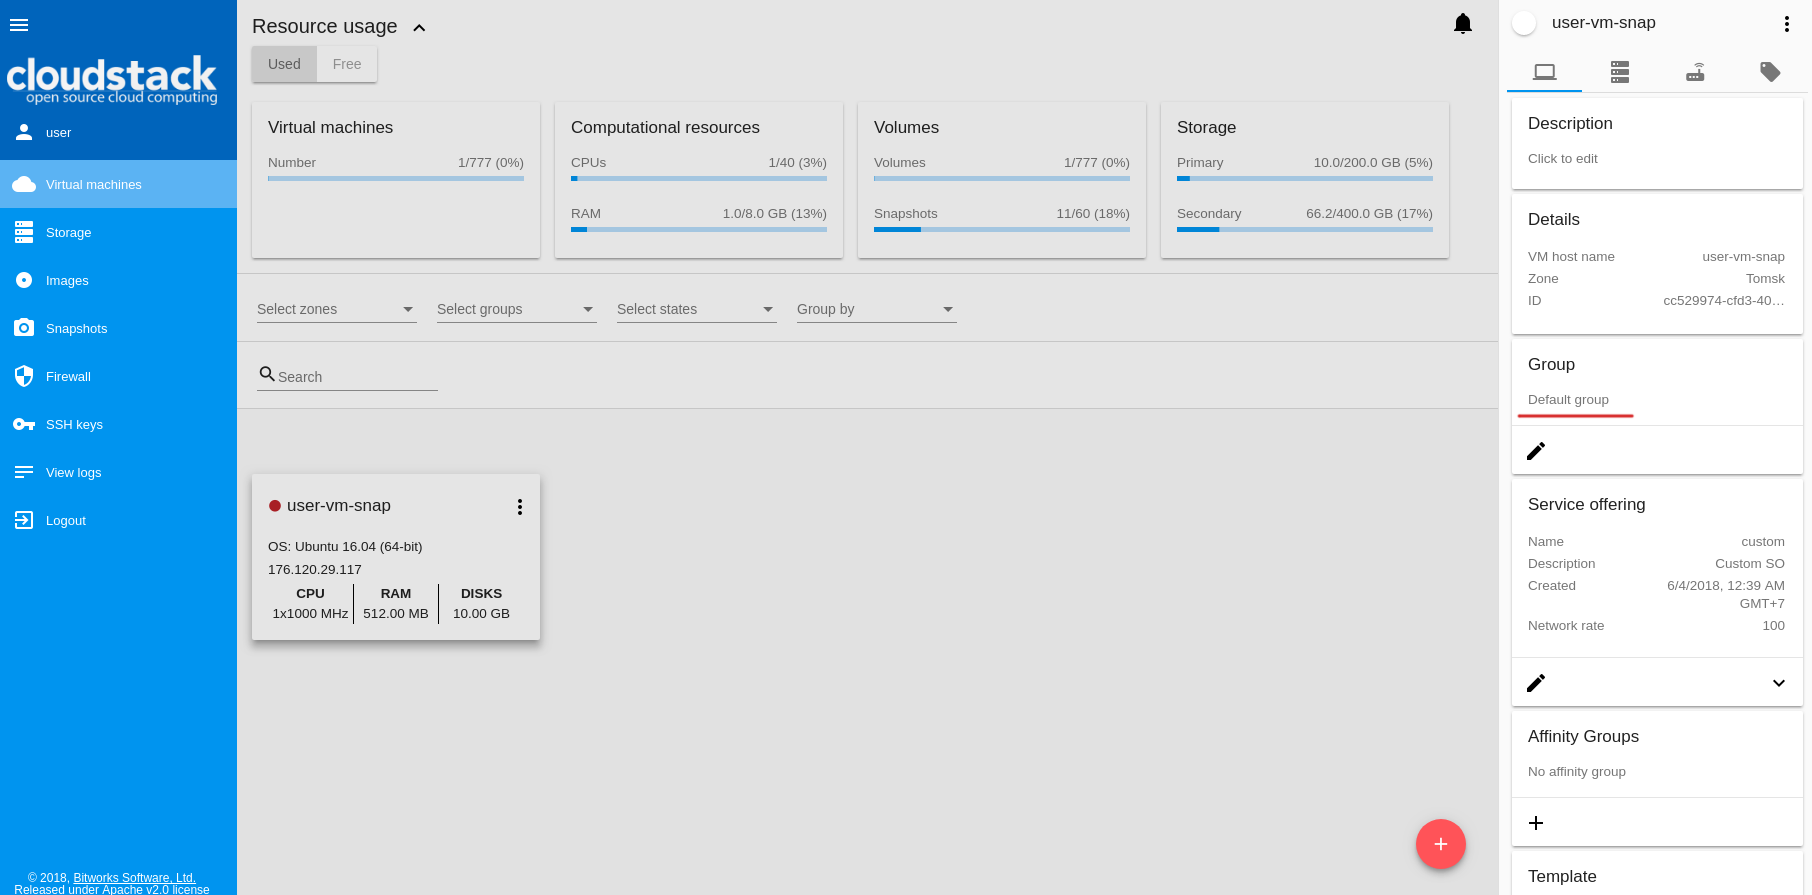 cloudstack
open source cloud computing
user
Virtual machines
Storage
Images
Snapshots
Firewall
SSH keys
View logs
Logout
© 2018, Bitworks Software, Ltd.
Released under Apache v2.0 license
Resource usage
Used Free
Virtual machines
Number 1/777 (0%)
Computational resources
CPUs 1/40 (3%)
RAM 1.0/8.0 GB (13%)
Volumes
Volumes 1/777 (0%)
Snapshots 11/60 (18%)
Storage
Primary 10.0/200.0 GB (5%)
Secondary 66.2/400.0 GB (17%)
Select zones Select groups Select states Group by
Search
user-vm-snap
OS: Ubuntu 16.04 (64-bit)
176.120.29.117
CPU RAM DISKS
1x1000 MHz 512.00 MB 10.00 GB
user-vm-snap
Description
Click to edit
Details
VM host name user-vm-snap
Zone Tomsk
ID cc529974-cfd3-40…
Group
Default group
Service offering
Name custom
Description Custom SO
Created 6/4/2018, 12:39 AM
GMT+7
Network rate 100
Affinity Groups
No affinity group
Template